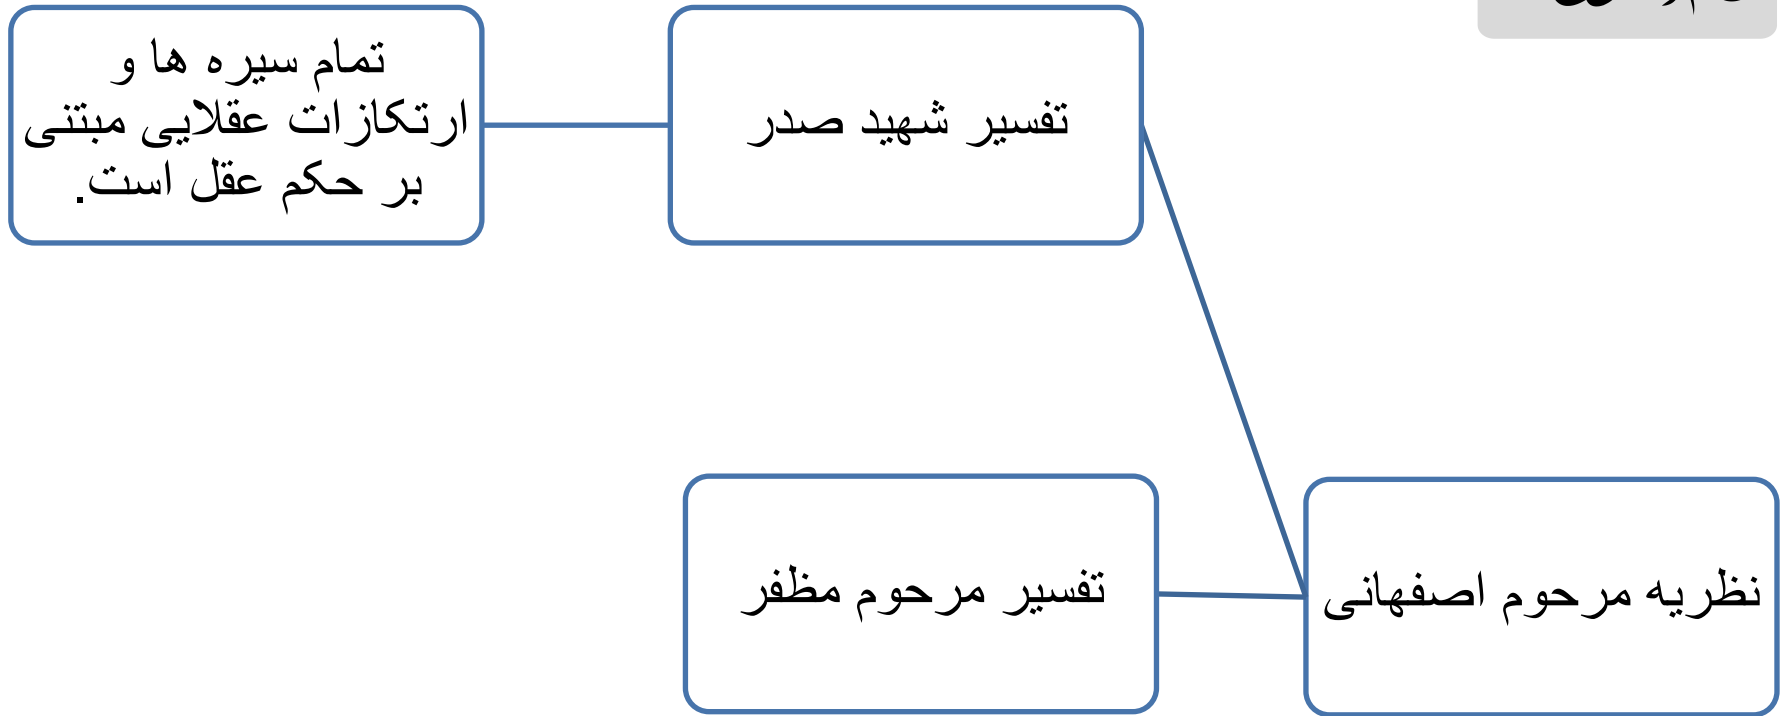 تفسیر شهید صدر
تمام سیره ها و
ارتکازات عقلایی مبتنی
بر حکم عقل است.
نظریه مرحوم اصفهانی
تفسیر مرحوم مظفر